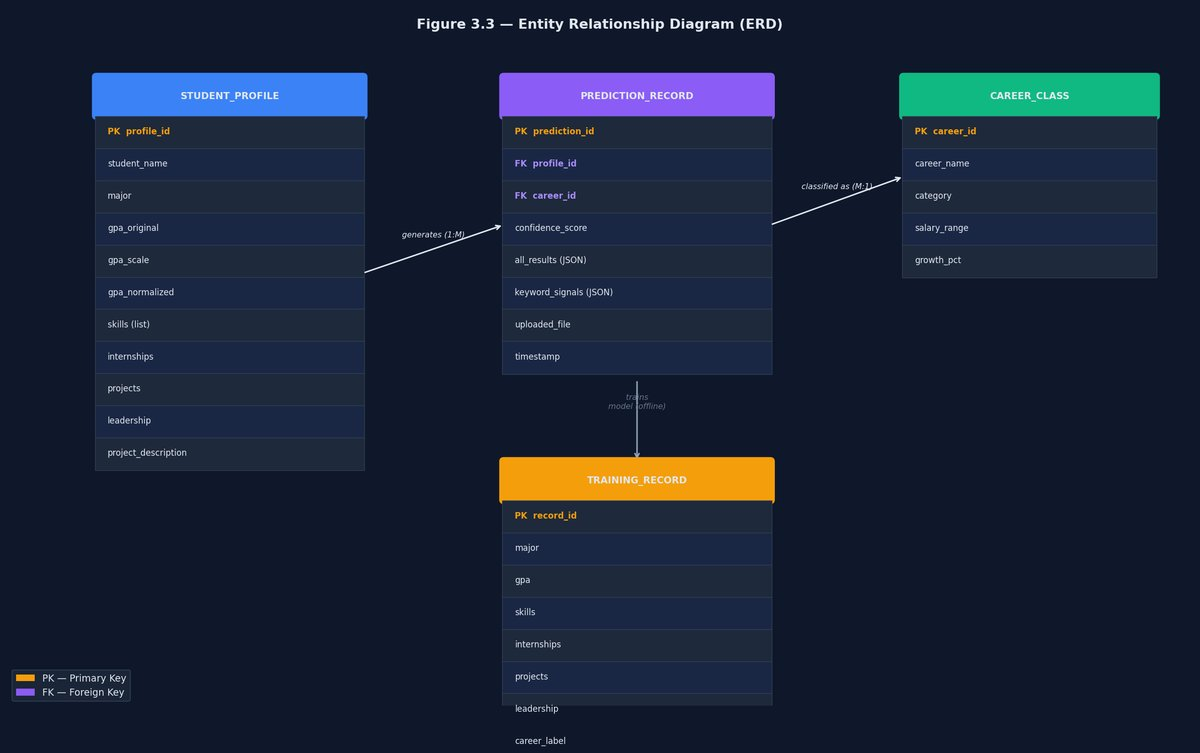 Figure 3.3 — Entity Relationship Diagram (ERD)
STUDENT_PROFILE
PK profile_id
student_name
major
gpa_original
gpa_scale
gpa_normalized
skills (list)
internships
projects
leadership
project_description
generates (1:M)
PREDICTION_RECORD
PK prediction_id
FK profile_id
FK career_id
confidence_score
all_results (JSON)
keyword_signals (JSON)
uploaded_file
timestamp
classified as (M:1)
CAREER_CLASS
PK career_id
career_name
category
salary_range
growth_pct
trains
model (offline)
TRAINING_RECORD
PK record_id
major
gpa
skills
internships
projects
leadership
career_label
PK — Primary Key
FK — Foreign Key